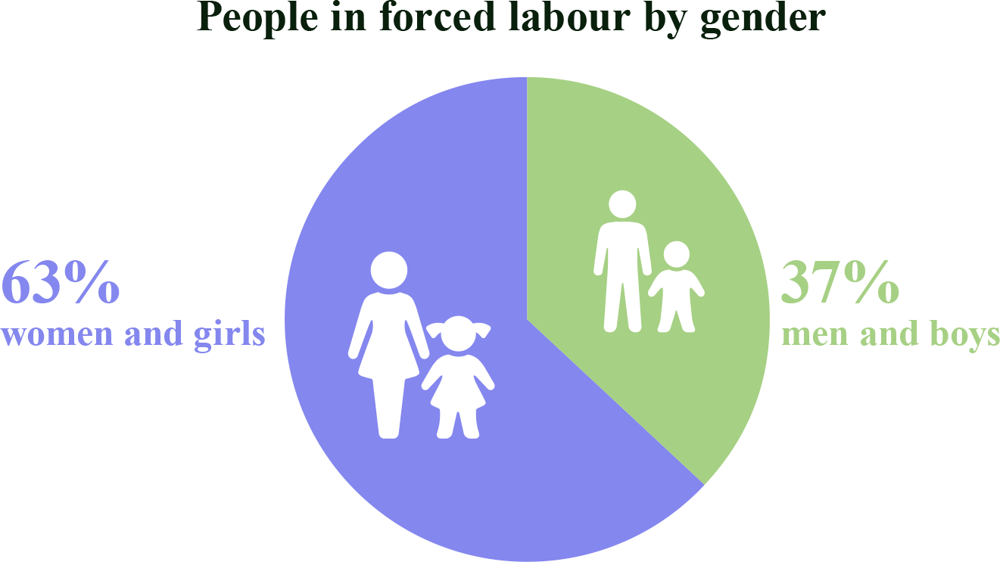 People in forced labour by gender
63%
women and girls
37%
men and boys